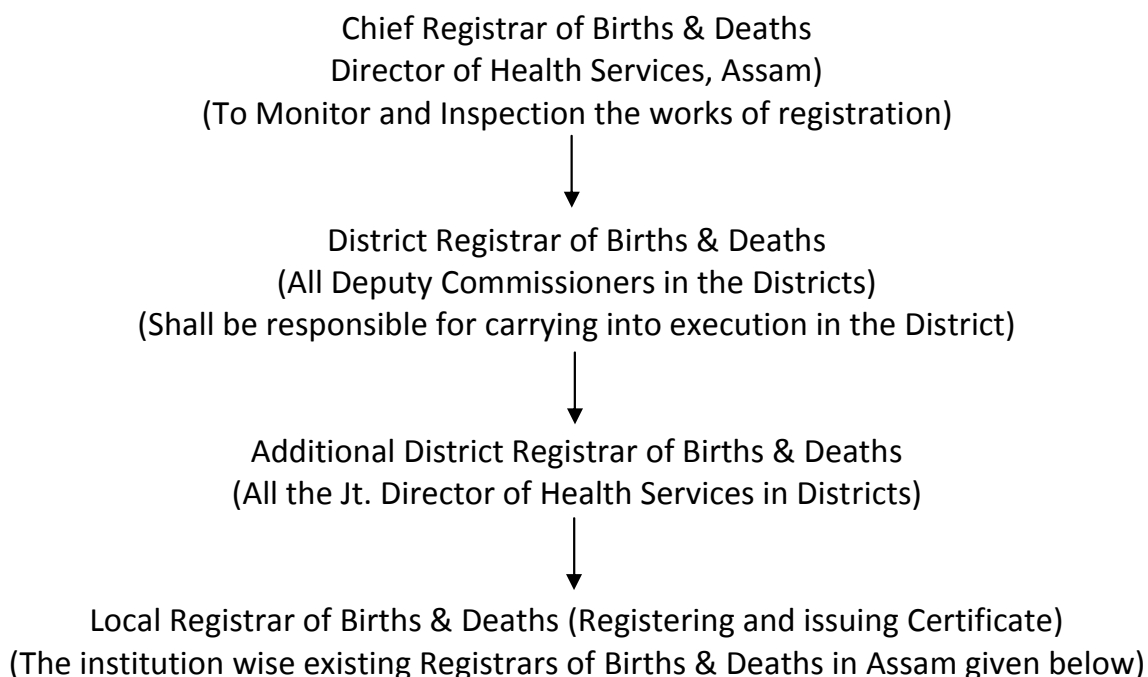 Chief Registrar of Births & Deaths
Director of Health Services, Assam)
(To Monitor and Inspection the works of registration)
District Registrar of Births & Deaths
(All Deputy Commissioners in the Districts)
(Shall be responsible for carrying into execution in the District)
Additional District Registrar of Births & Deaths
(All the Jt. Director of Health Services in Districts)
Local Registrar of Births & Deaths (Registering and issuing Certificate)
(The institution wise existing Registrars of Births & Deaths in Assam given below)